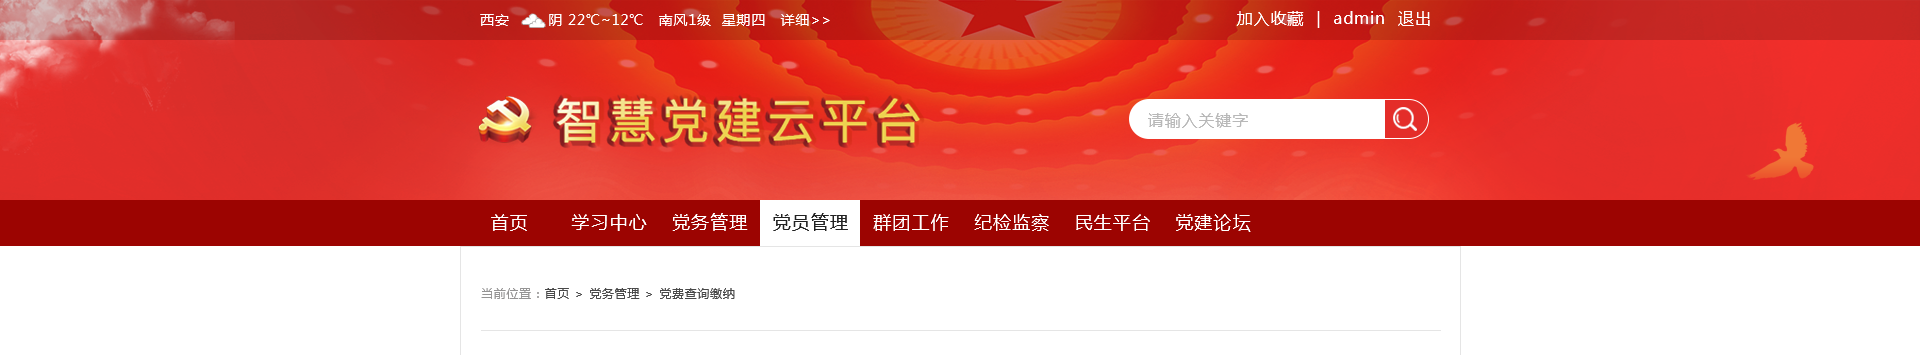 西安 阴 22℃~12℃ 南风1级 星期四 详细>> 加入收藏 | admin 退出
智慧党建云平台
请输入关键字
首页 学习中心 党务管理 党员管理 群团工作 纪检监察 民生平台 党建论坛
当前位置：首页 > 党务管理 > 党费查询缴纳